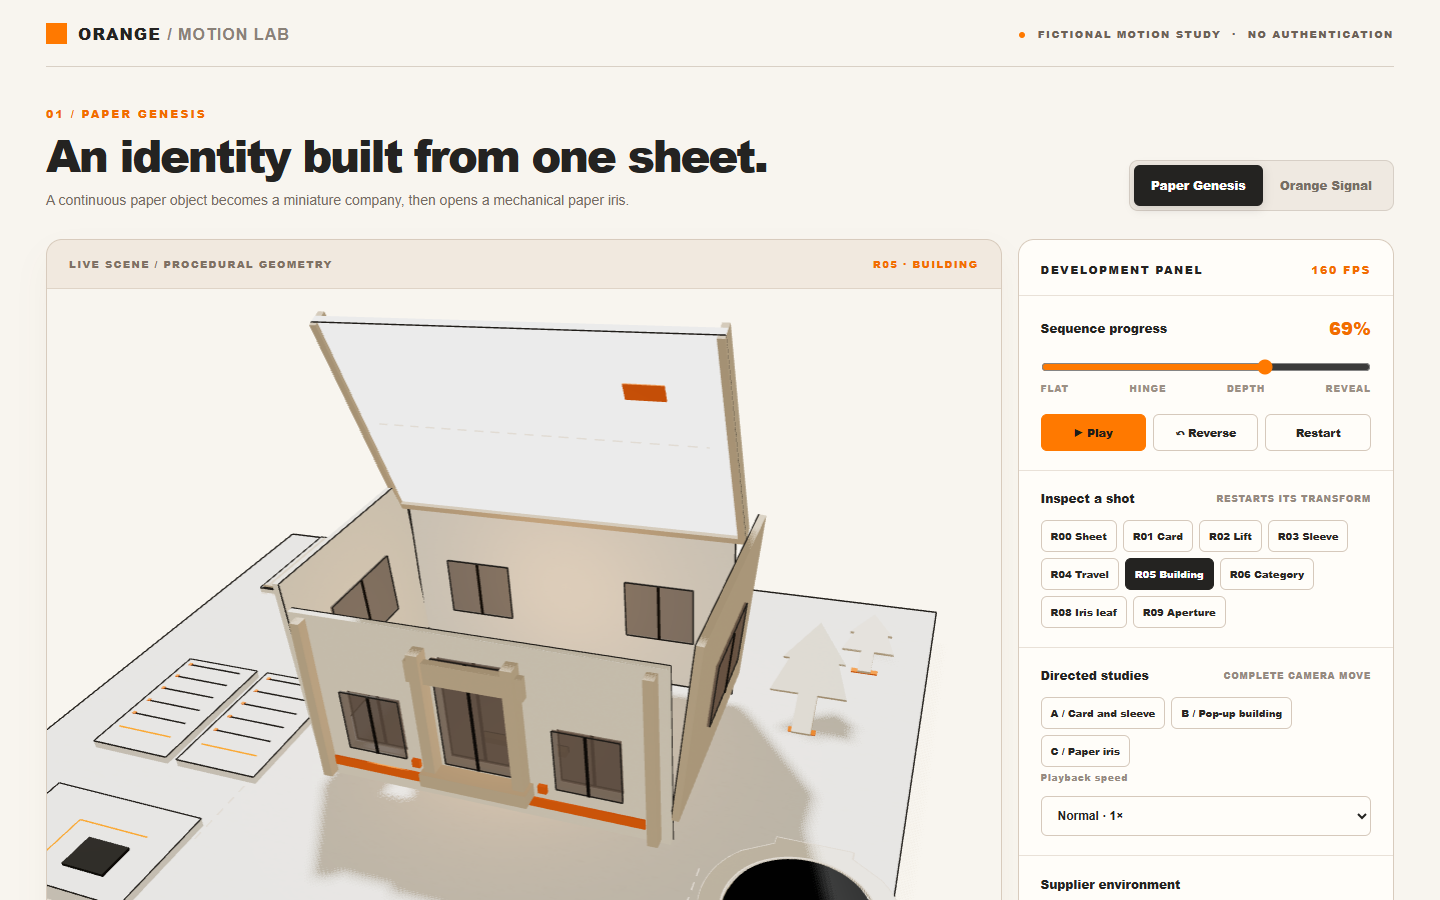 ORANGE / MOTION LAB
FICTIONAL MOTION STUDY · NO AUTHENTICATION
01 / PAPER GENESIS
An identity built from one sheet.
A continuous paper object becomes a miniature company, then opens a mechanical paper iris.
Paper Genesis
Orange Signal
LIVE SCENE / PROCEDURAL GEOMETRY
R05 · BUILDING
DEVELOPMENT PANEL
160 FPS
Sequence progress
69%
FLAT
HINGE
DEPTH
REVEAL
▶ Play
↶ Reverse
Restart
Inspect a shot
RESTARTS ITS TRANSFORM
R00 Sheet
R01 Card
R02 Lift
R03 Sleeve
R04 Travel
R05 Building
R06 Category
R08 Iris leaf
R09 Aperture
Directed studies
COMPLETE CAMERA MOVE
A / Card and sleeve
B / Pop-up building
C / Paper iris
Playback speed
Normal · 1×
Supplier environment